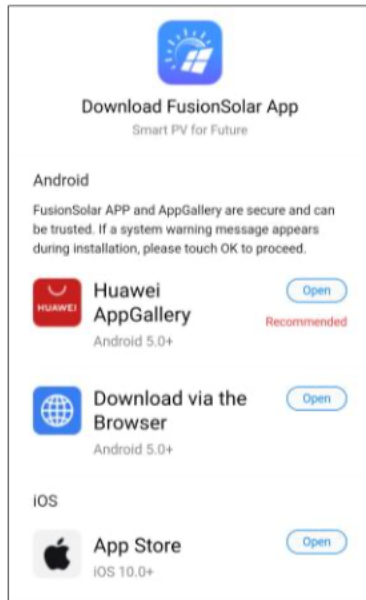 Download FusionSolar App
Smart PV for Future
Android
FusionSolar APP and AppGallery are secure and can
be trusted. If a system warning message appears
during installation, please touch OK to proceed.
HUAWEI
Huawei
AppGallery
Open
Recommended
Android 5.0+
Download via the
Browser
Open
Android 5.0+
iOS
App Store
Open
iOS 10.0+